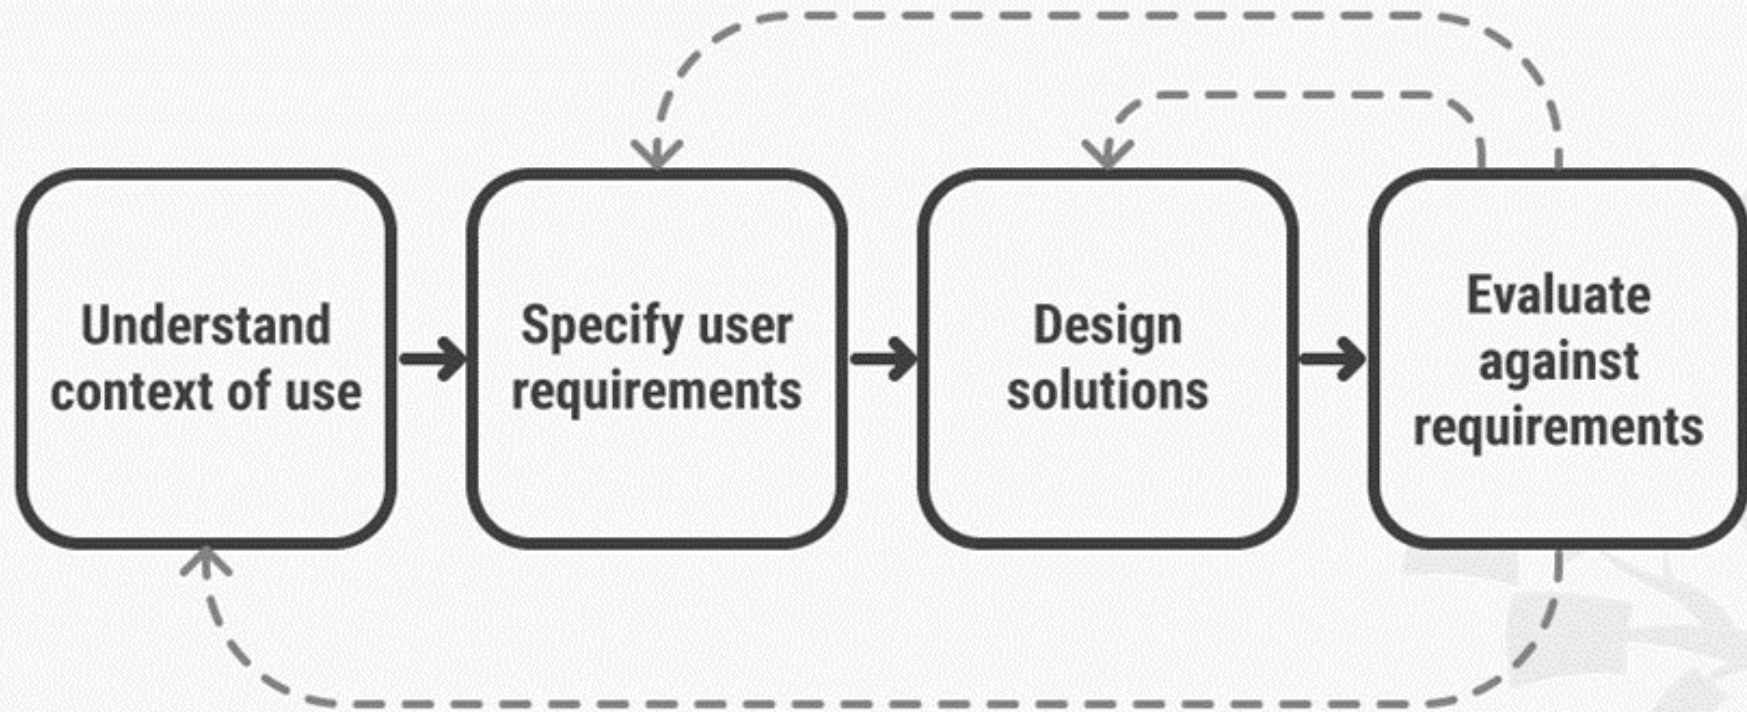 Understand
context of use
Specify user
requirements
Design
solutions
Evaluate
against
requirements